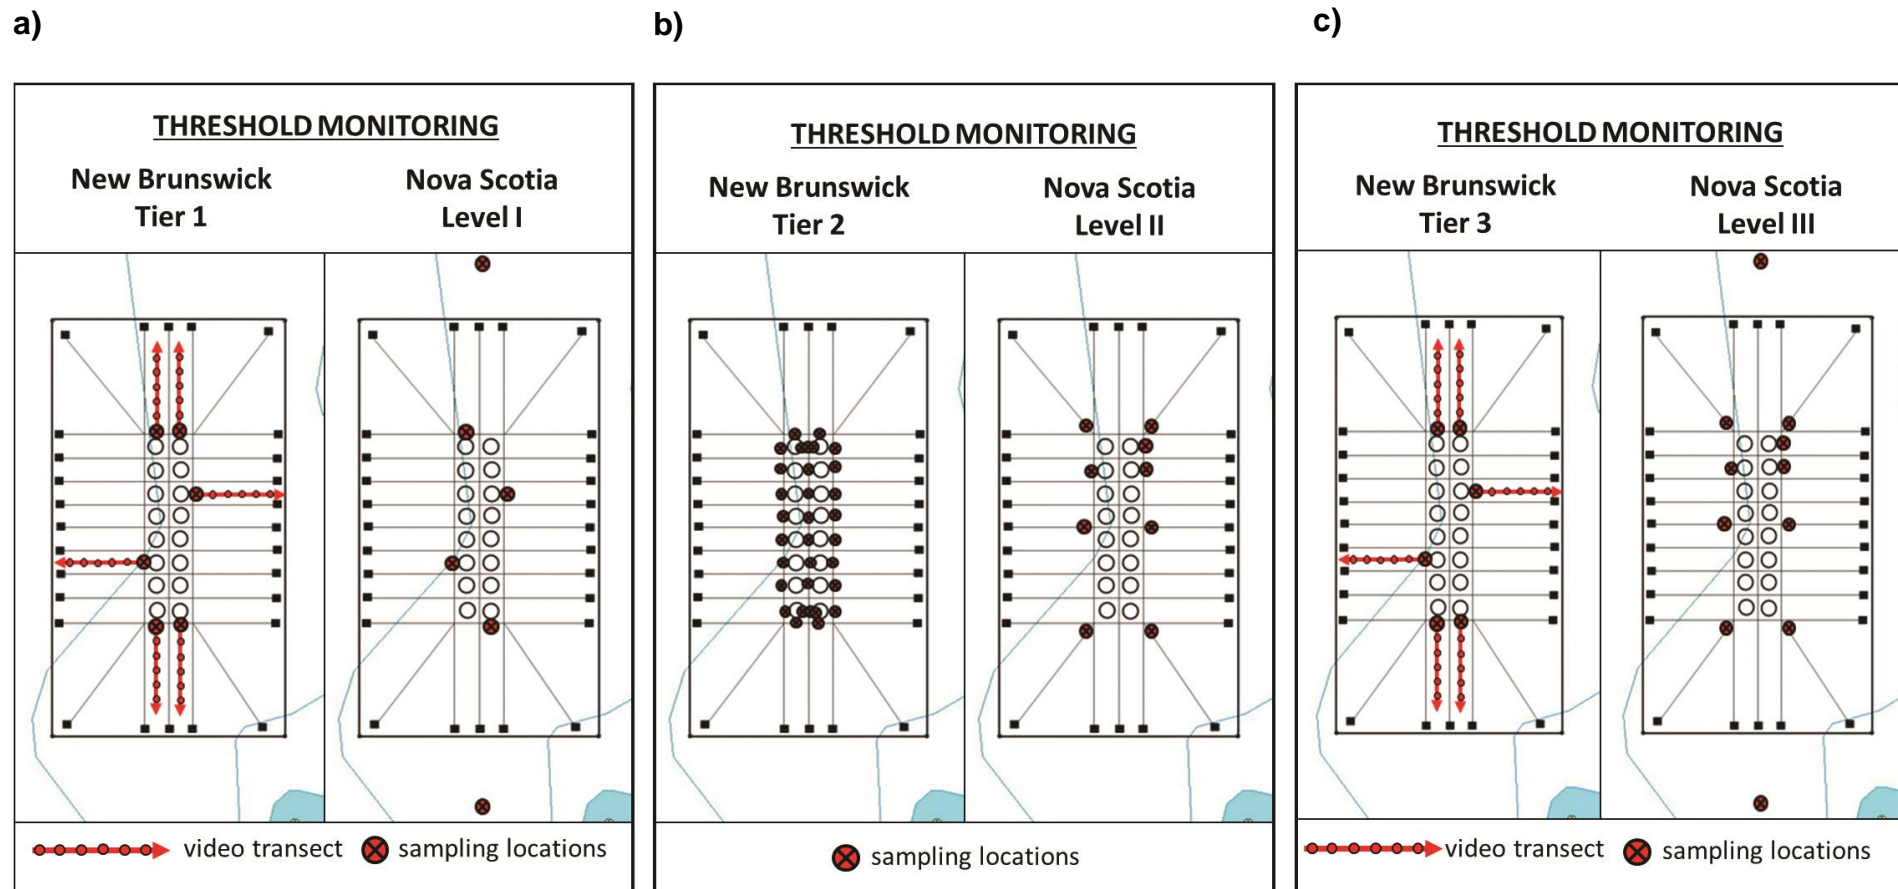 a)
THRESHOLD MONITORING
New Brunswick
Tier 1
Nova Scotia
Level I
video transect
sampling locations
b)
THRESHOLD MONITORING
New Brunswick
Tier 2
Nova Scotia
Level II
sampling locations
c)
THRESHOLD MONITORING
New Brunswick
Tier 3
Nova Scotia
Level III
video transect
sampling locations